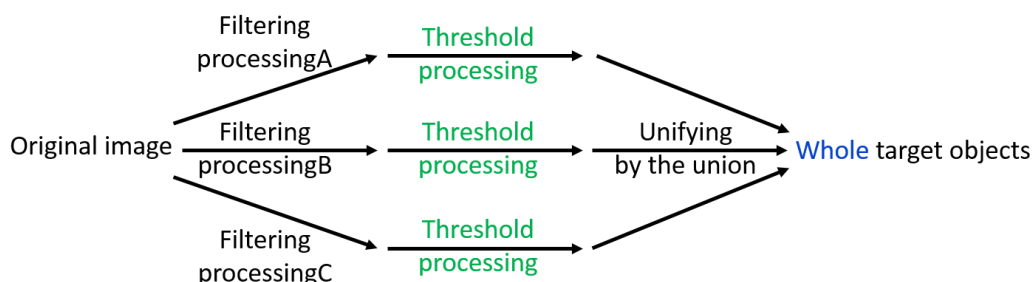 Filtering
processingA
Threshold
processing
Original image
Filtering
processingB
Threshold
processing
Unifying
by the union
Whole target objects
Filtering
processingC
Threshold
processing